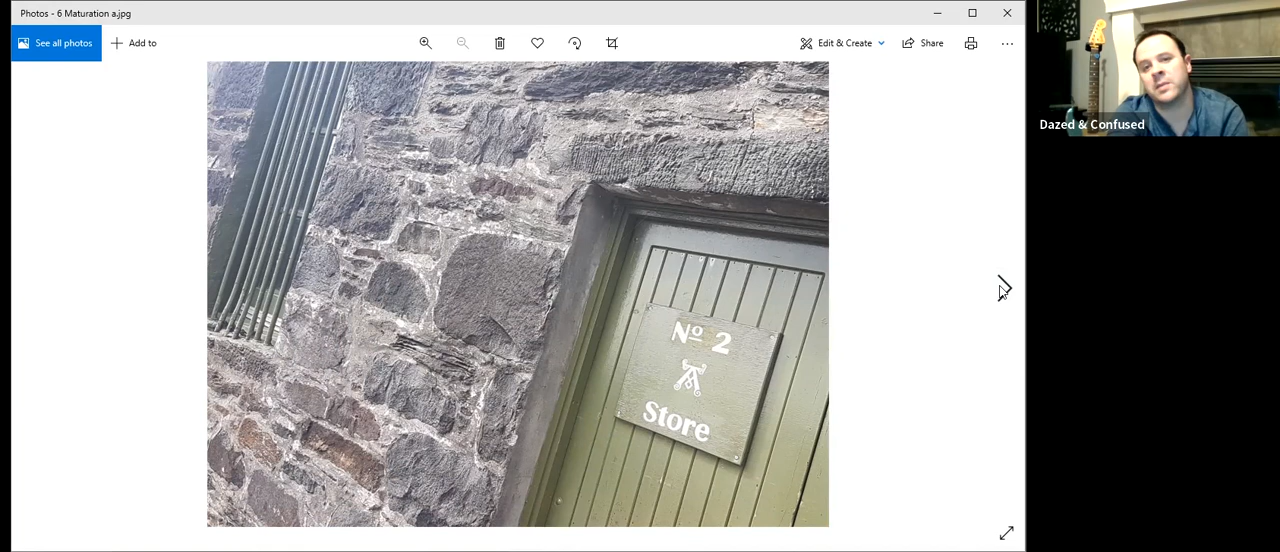 Photos - 6 Maturation a.jpg
See all photos
Add to
Edit & Create
Share
Nº 2
Store
Dazed & Confused